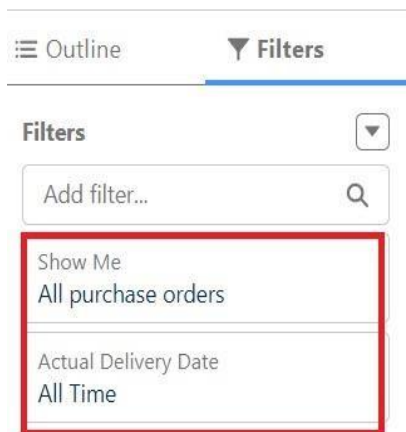 Outline
Filters
Filters
Add filter...
Show Me
All purchase orders
Actual Delivery Date
All Time